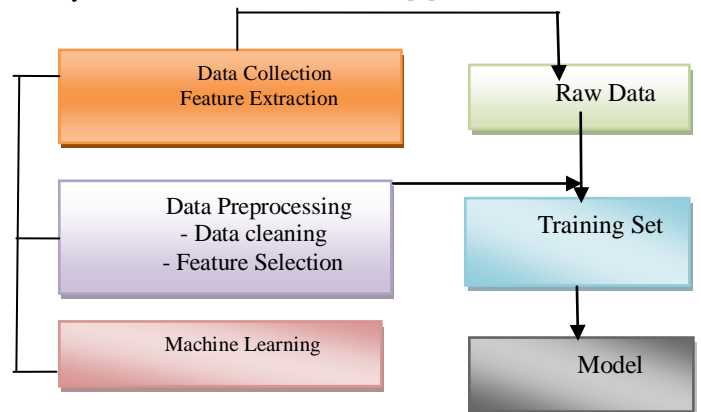 Data Collection
Feature Extraction
Raw Data
Data Preprocessing
- Data cleaning
- Feature Selection
Training Set
Machine Learning
Model